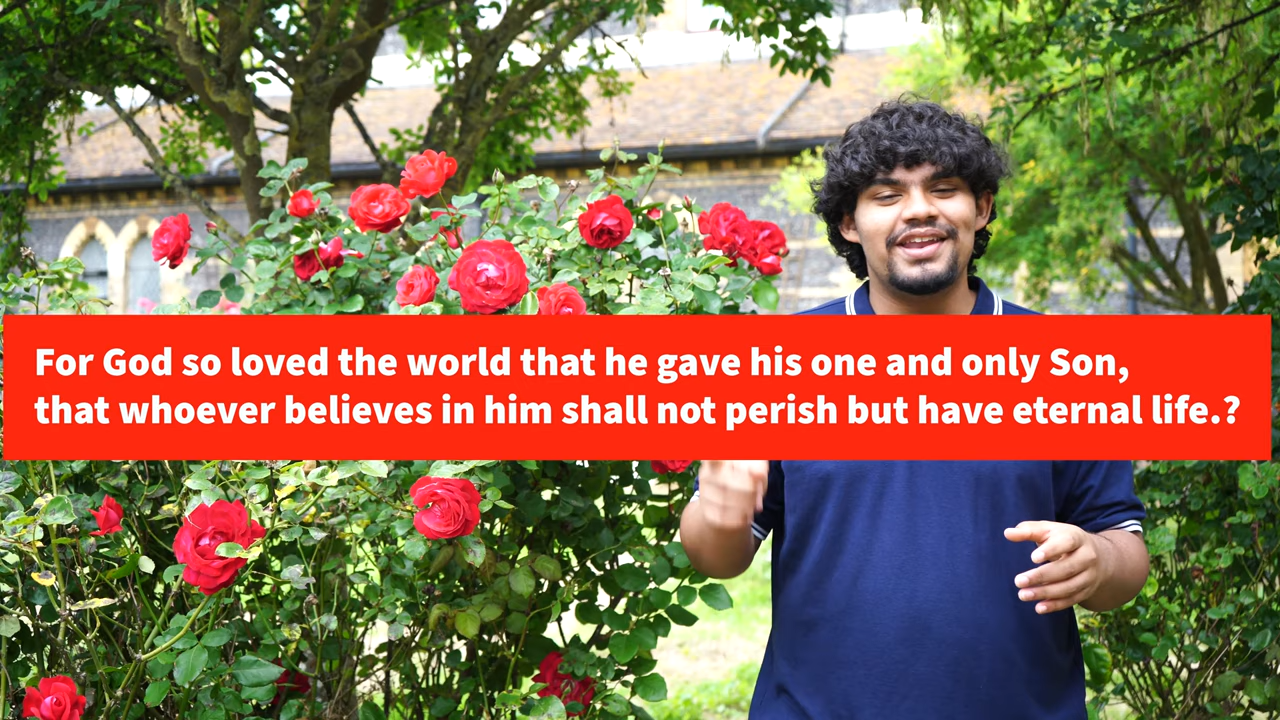 For God so loved the world that he gave his one and only Son,
that whoever believes in him shall not perish but have eternal life.?